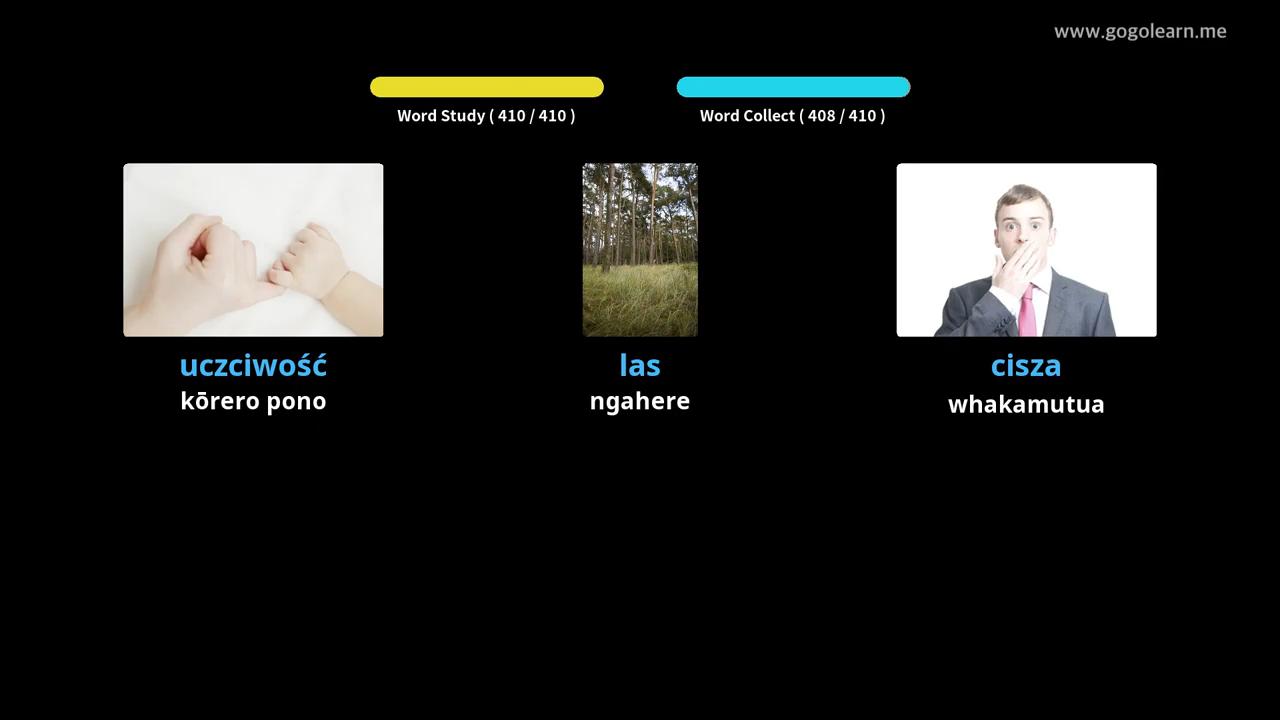 www.gogolearn.me
Word Study ( 410 / 410 )
Word Collect ( 408 / 410 )
uczciwość
kōrero pono
las
ngahere
cisza
whakamutua